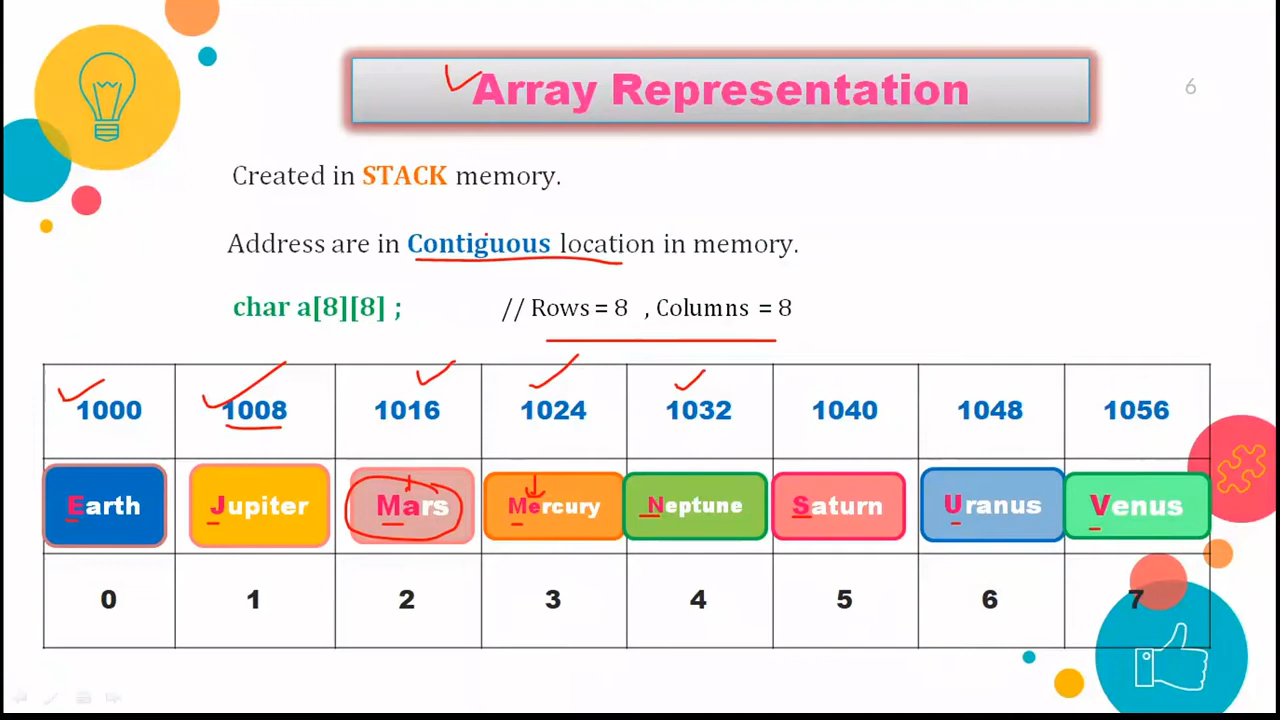 Array Representation
6
Created in STACK memory.
Address are in Contiguous location in memory.
char a[8][8] ; // Rows = 8 , Columns = 8
1000 1008 1016 1024 1032 1040 1048 1056
Earth Jupiter Mars Mercury Neptune Saturn Uranus Venus
0 1 2 3 4 5 6 7